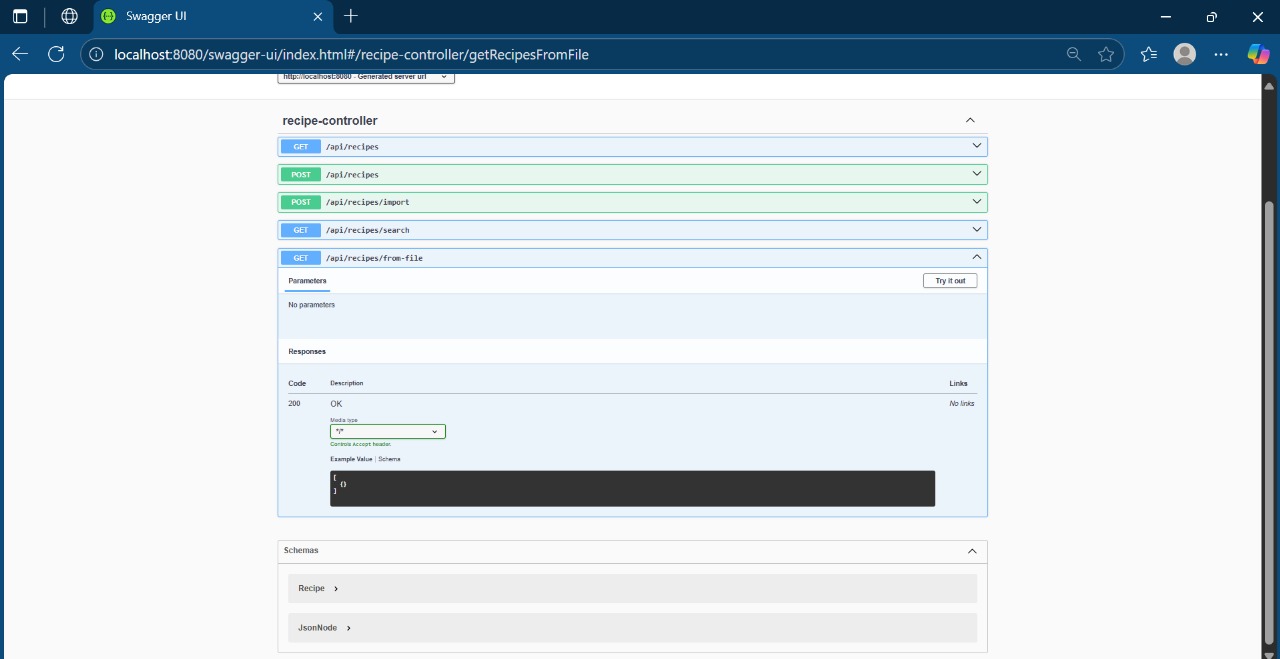 Swagger UI
localhost:8080/swagger-ui/index.html#/recipe-controller/getRecipesFromFile
http://localhost:8080 - Generated server url
recipe-controller
GET /api/recipes
POST /api/recipes
POST /api/recipes/import
GET /api/recipes/search
GET /api/recipes/from-file
Parameters Try it out
No parameters
Responses
Code Description Links
200 OK No links
Media type
*/*
Controls Accept header.
Example Value | Schema
[
{}
]
Schemas
Recipe
JsonNode